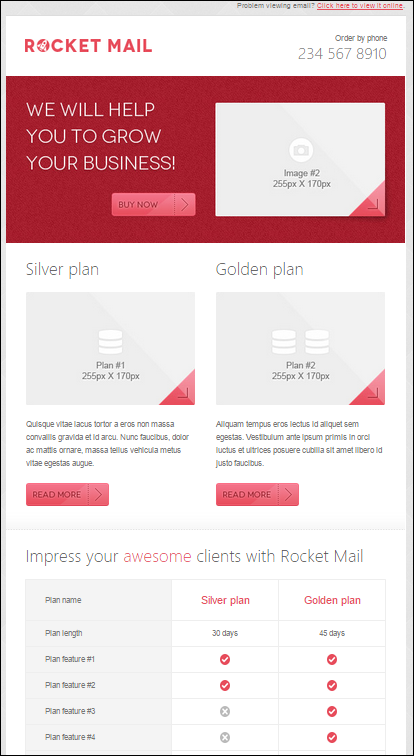 Problem viewing email? Click here to view it online.
ROCKET MAIL
Order by phone
234 567 8910
WE WILL HELP
YOU TO GROW
YOUR BUSINESS!
BUY NOW
Image #2
255px X 170px
Silver plan
Golden plan
Plan #1
255px X 170px
Plan #2
255px X 170px
Quisque vitae lacus tortor a eros non massa
convallis gravida et id arcu. Nunc faucibus, dolor
ac mattis ornare, massa tellus vehicula metus
vitae egestas augue.
Aliquam tempus eros lectus id aliquet sem
egestas. Vestibulum ante ipsum primis in orci
luctus et ultrices posuere cubilia sit amet libero id
justo faucibus.
READ MORE
READ MORE
Impress your awesome clients with Rocket Mail
Plan name Silver plan Golden plan
Plan length 30 days 45 days
Plan feature #1
Plan feature #2
Plan feature #3
Plan feature #4